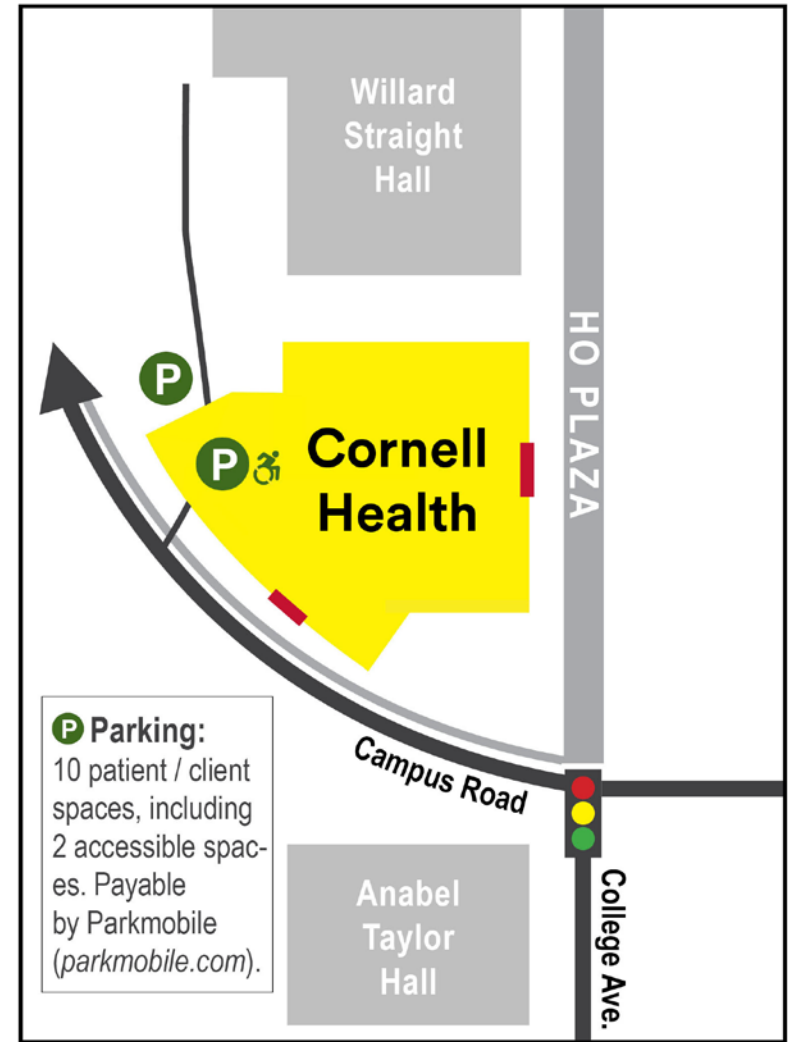 Willard
Straight
Hall
HO PLAZA
P
P
Cornell
Health
Campus Road
P Parking:
10 patient / client
spaces, including
2 accessible spac-
es. Payable
by Parkmobile
(parkmobile.com).
Anabel
Taylor
Hall
College Ave.